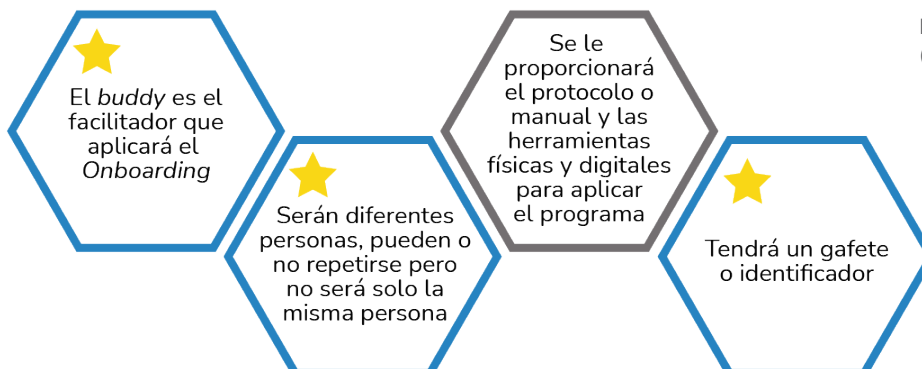 El buddy es el
facilitador que
aplicará el
Onboarding
Serán diferentes
personas, pueden o
no repetirse pero
no será solo la
misma persona
Se le
proporcionará
el protocolo o
manual y las
herramientas
físicas y digitales
para aplicar
el programa
Tendrá un gafete
o identificador